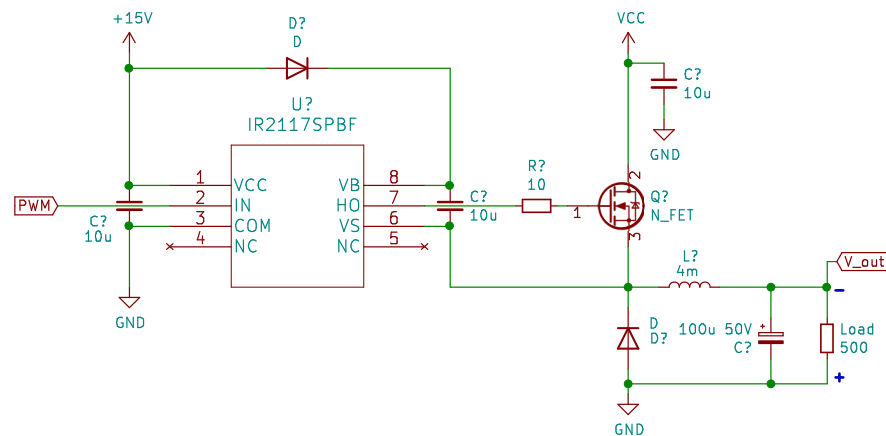 +15V
D?
D
VCC
C?
10u
GND
U?
IR2117SPBF
1
VCC
VB
8
2
IN
HO
7
3
COM
VS
6
4
NC
NC
5
PWM
C?
10u
C?
10u
R?
10
1
2
3
Q?
N_FET
GND
L?
4m
V_out
-
D
D?
100u 50V
C?
+
Load
500
+
GND